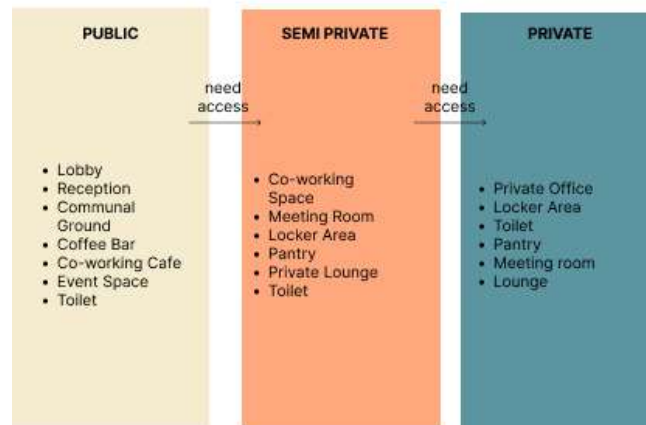 PUBLIC
need
access
SEMI PRIVATE
need
access
PRIVATE
• Lobby
• Reception
• Communal
Ground
• Coffee Bar
• Co-working Cafe
• Event Space
• Toilet
• Co-working
Space
• Meeting Room
• Locker Area
• Pantry
• Private Lounge
• Toilet
• Private Office
• Locker Area
• Toilet
• Pantry
• Meeting room
• Lounge